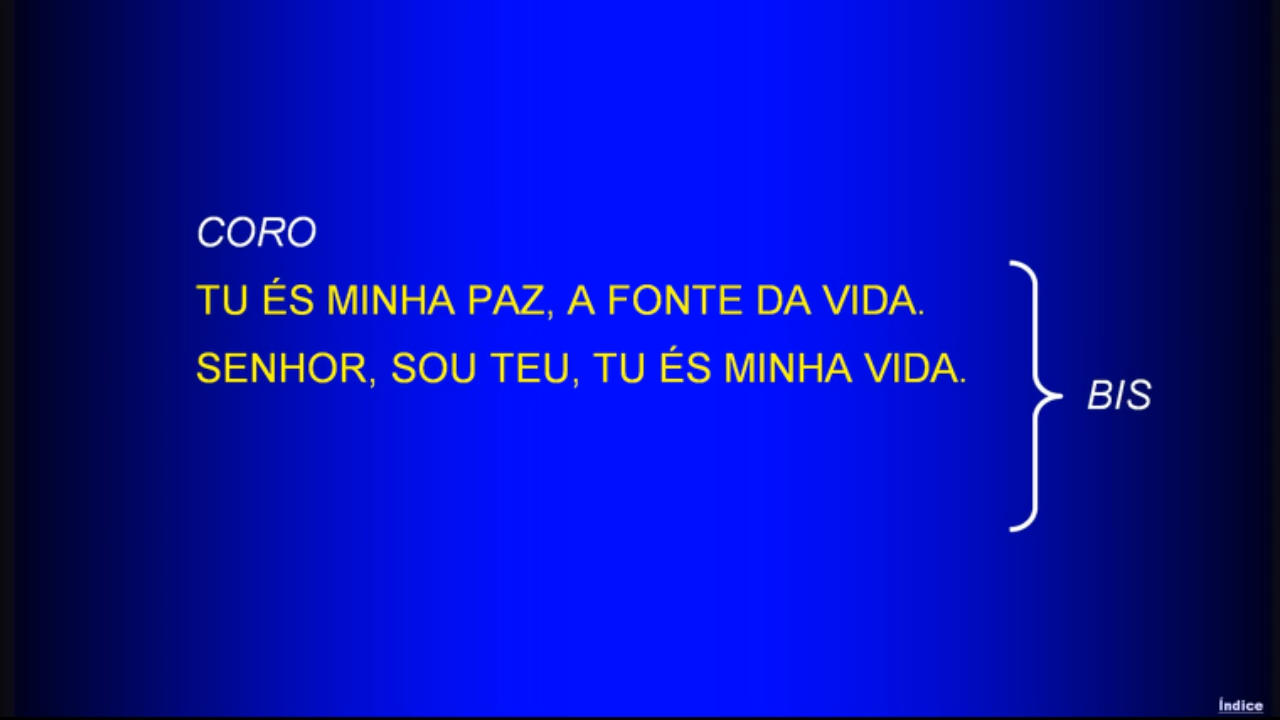 CORO
TU ÉS MINHA PAZ, A FONTE DA VIDA.
SENHOR, SOU TEU, TU ÉS MINHA VIDA.
BIS
Índice